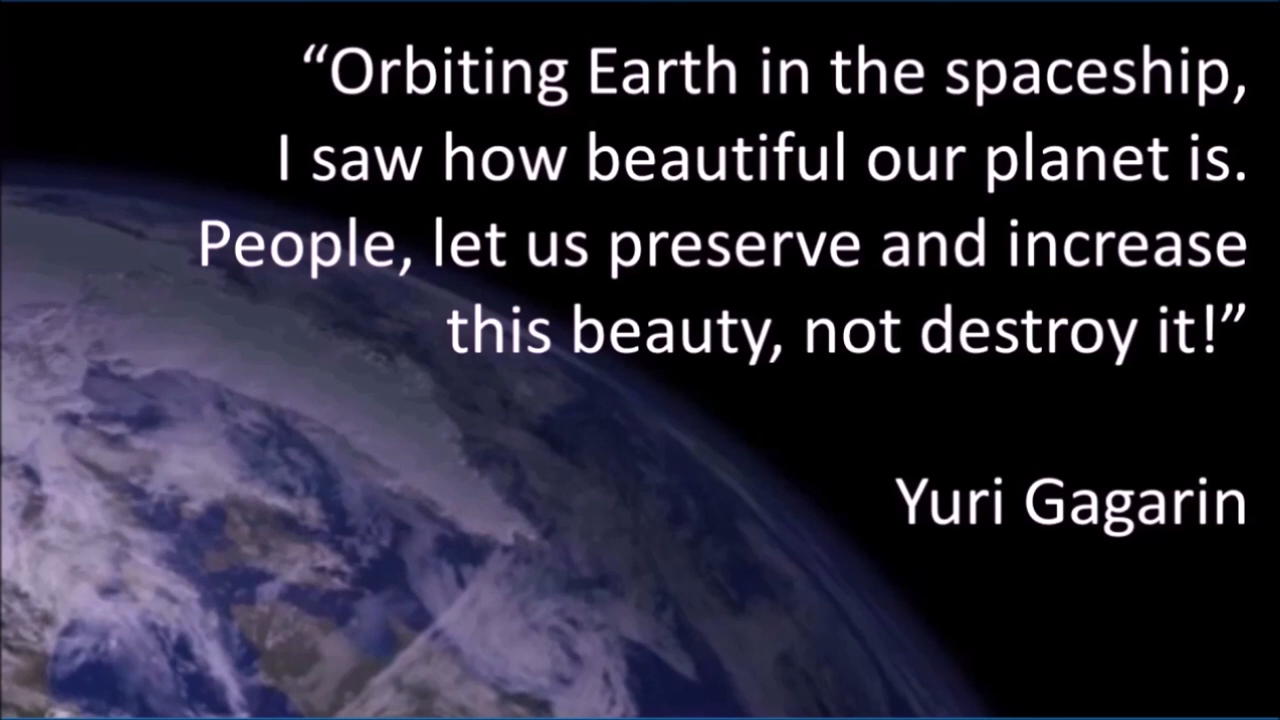 “Orbiting Earth in the spaceship,
I saw how beautiful our planet is.
People, let us preserve and increase
this beauty, not destroy it!”
Yuri Gagarin